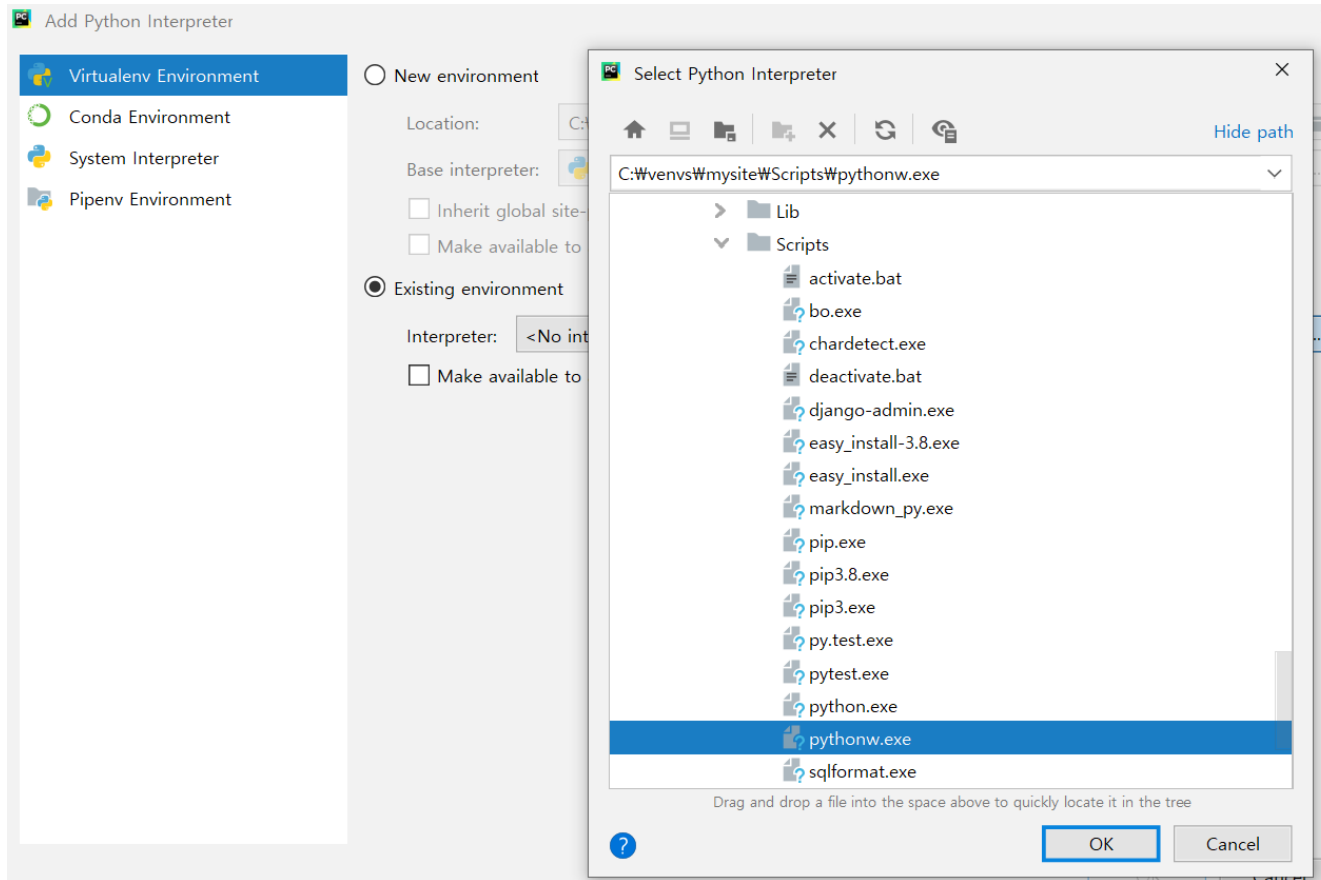 Add Python Interpreter
Virtualenv Environment
Conda Environment
System Interpreter
Pipenv Environment
New environment
Location:
Base interpreter:
Inherit global site-
Make available to
Existing environment
Interpreter: <No int
Make available to
Select Python Interpreter
Hide path
C:₩venvs₩mysite₩Scripts₩pythonw.exe
Lib
Scripts
activate.bat
bo.exe
chardetect.exe
deactivate.bat
django-admin.exe
easy_install-3.8.exe
easy_install.exe
markdown_py.exe
pip.exe
pip3.8.exe
pip3.exe
py.test.exe
pytest.exe
python.exe
pythonw.exe
sqlformat.exe
Drag and drop a file into the space above to quickly locate it in the tree
? OK Cancel